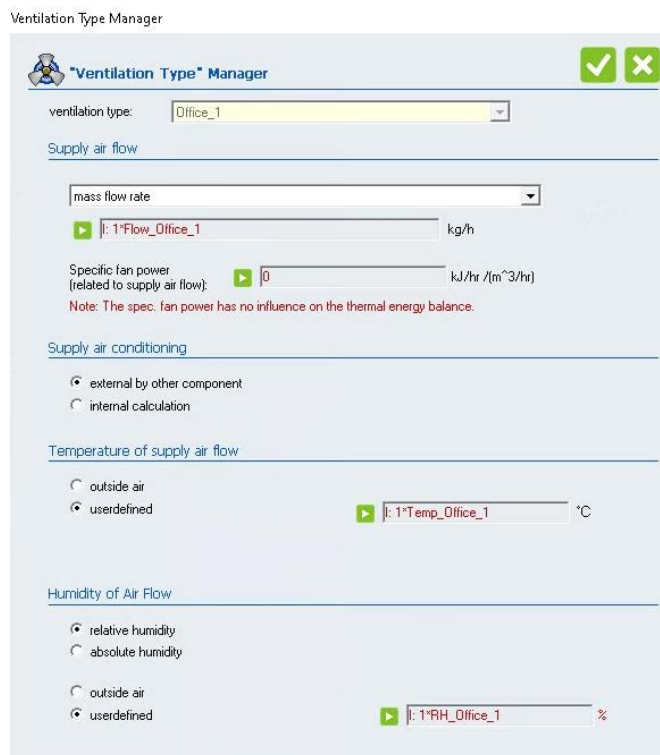 Ventilation Type Manager
"Ventilation Type" Manager
ventilation type: Office_1
Supply air flow
mass flow rate
I: 1*Flow_Office_1 kg/h
Specific fan power
(related to supply air flow): 0 kJ/hr /(m^3/hr)
Note: The spec. fan power has no influence on the thermal energy balance.
Supply air conditioning
external by other component
internal calculation
Temperature of supply air flow
outside air
userdefined I: 1*Temp_Office_1 °C
Humidity of Air Flow
relative humidity
absolute humidity
outside air
userdefined I: 1*RH_Office_1 %